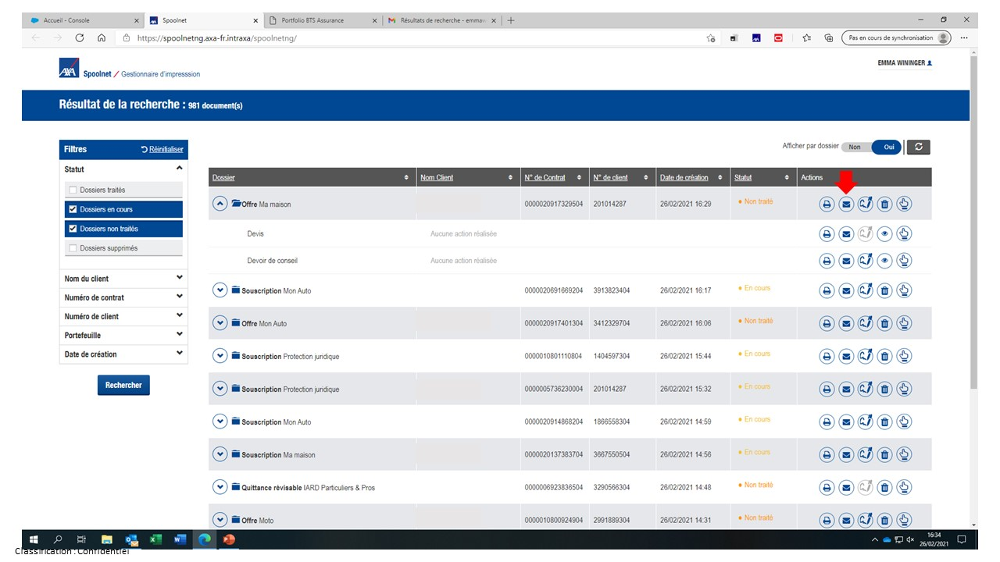 Accueil - Console
Spoolnet
Portfolio BTS Assurance
Résultats de recherche - emmaw
https://spoolnetng.axa-fr.intraxa/spoolnetng/
Pas en cours de synchronisation
AXA Spoolnet / Gestionnaire d'impresssion
EMMA WININGER
Résultat de la recherche : 981 document(s)
Afficher par dossier Non Oui
Filtres Réinitialiser
Statut
Dossiers traités
Dossiers en cours
Dossiers non traités
Dossiers supprimés
Nom du client
Numéro de contrat
Numéro de client
Portefeuille
Date de création
Rechercher
Dossier Nom Client N° de Contrat N° de client Date de création Statut Actions
Offre Ma maison 0000020917329504 201014287 26/02/2021 16:29 Non traité
Devis Aucune action réalisée
Devoir de conseil Aucune action réalisée
Souscription Mon Auto 0000020691669204 3913823404 26/02/2021 16:17 En cours
Offre Mon Auto 0000020917401304 3412329704 26/02/2021 16:06 Non traité
Souscription Protection juridique 0000010801110804 1404597304 26/02/2021 15:44 En cours
Souscription Protection juridique 0000005736230004 201014287 26/02/2021 15:32 En cours
Souscription Mon Auto 0000020914868204 1866558304 26/02/2021 14:59 En cours
Souscription Ma maison 0000020137383704 3667550504 26/02/2021 14:56 En cours
Quittance révisable IARD Particuliers & Pros 0000006923836504 3290566304 26/02/2021 14:48 Non traité
Offre Moto 0000010800924904 2991889304 26/02/2021 14:31 Non traité
16:34
26/02/2021
Classification : Confidentiel